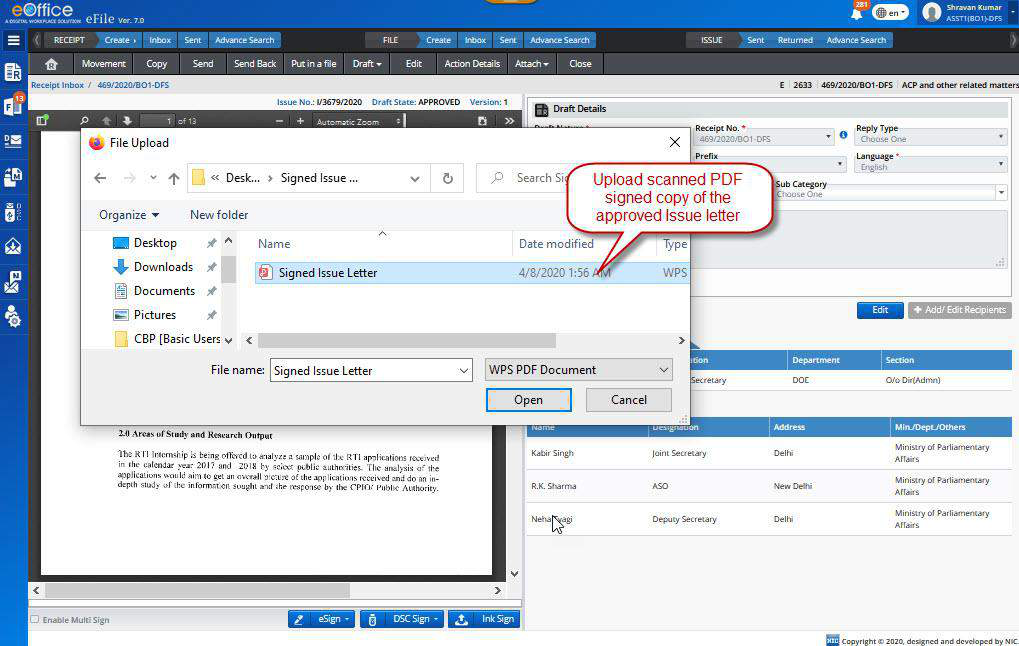 eOffice
A DIGITAL WORKPLACE SOLUTION
eFile Ver. 7.0
281
en
Shravan Kumar
ASST1(BO1)-DFS
RECEIPT Create Inbox Sent Advance Search
FILE Create Inbox Sent Advance Search
ISSUE Sent Returned Advance Search
Movement Copy Send Send Back Put in a file Draft Edit Action Details Attach Close
Receipt Inbox / 469/2020/BO1-DFS
E 2633 469/2020/BO1-DFS ACP and other related matters
Issue No.: I/3679/2020 Draft State: APPROVED Version: 1
1 of 13
Automatic Zoom
13
DSC
N
Draft Details
Receipt No. *
469/2020/BO1-DFS
Reply Type
Choose One
Prefix
Language *
English
Sub Category
Choose One
File Upload
« Desk... > Signed Issue ...
Search
Upload scanned PDF
signed copy of the
approved Issue letter
Organize
New folder
Desktop
Downloads
Documents
Pictures
CBP [Basic Users
Name Date modified Type
Signed Issue Letter 4/8/2020 1:56 AM WPS
File name: Signed Issue Letter
WPS PDF Document
Open
Cancel
Edit
+ Add/ Edit Recipients
Department Section
Secretary DOE O/o Dir(Admn)
Name Designation Address Min./Dept./Others
Kabir Singh Joint Secretary Delhi Ministry of Parliamentary
Affairs
R.K. Sharma ASO New Delhi Ministry of Parliamentary
Affairs
Neha Tyagi Deputy Secretary Delhi Ministry of Parliamentary
Affairs
2.0 Areas of Study and Research Output
The RTI Internship is being offered to analyze a sample of the RTI applications received
in the calendar year 2017 and 2018 by select public authorities. The analysis of the
applications would aim to get an overall picture of the applications received and do an in-
depth study of the information sought and the response by the CPIO/ Public Authority.
Enable Multi Sign
eSign
DSC Sign
Ink Sign
NIC Copyright © 2020, designed and developed by NIC.